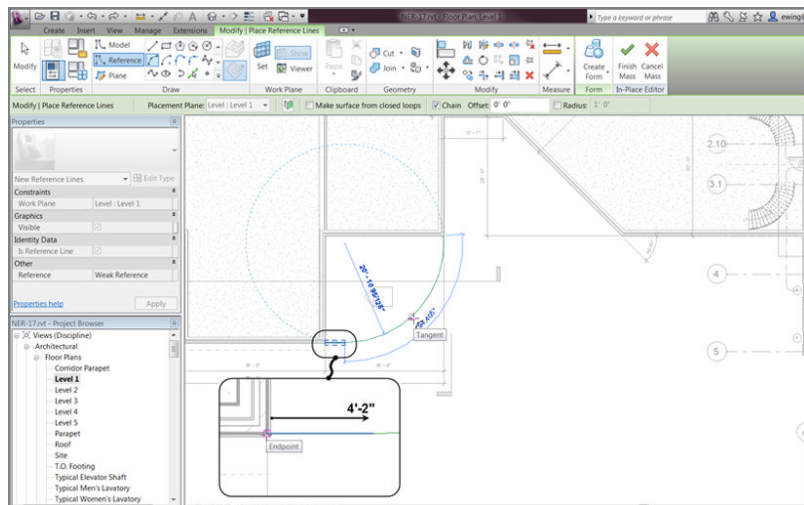 NER-17.rvt - Floor Plan: Level 1
Type a keyword or phrase
Create Insert View Manage Extensions Modify | Place Reference Lines
Modify
Model
Reference
Plane
Set
Show
Viewer
Paste
Cut
Join
Create Form
Finish Mass
Cancel Mass
Select Properties Draw Work Plane Clipboard Geometry Modify Measure Form In-Place Editor
Modify | Place Reference Lines Placement Plane: Level : Level 1 Make surface from closed loops Chain Offset: 0' 0" Radius: 1' 0"
Properties
New Reference Lines Edit Type
Constraints
Work Plane Level : Level 1
Graphics
Visible
Identity Data
Is Reference Line
Other
Reference Weak Reference
Properties help Apply
NER-17.rvt - Project Browser
Views (Discipline)
Architectural
Floor Plans
Corridor Parapet
Level 1
Level 2
Level 3
Level 4
Level 5
Parapet
Roof
Site
T.O. Footing
Typical Elevator Shaft
Typical Men's Lavatory
Typical Women's Lavatory
2.10
3.1
4
5
20' - 10 95/128"
Tangent
4'-2"
Endpoint